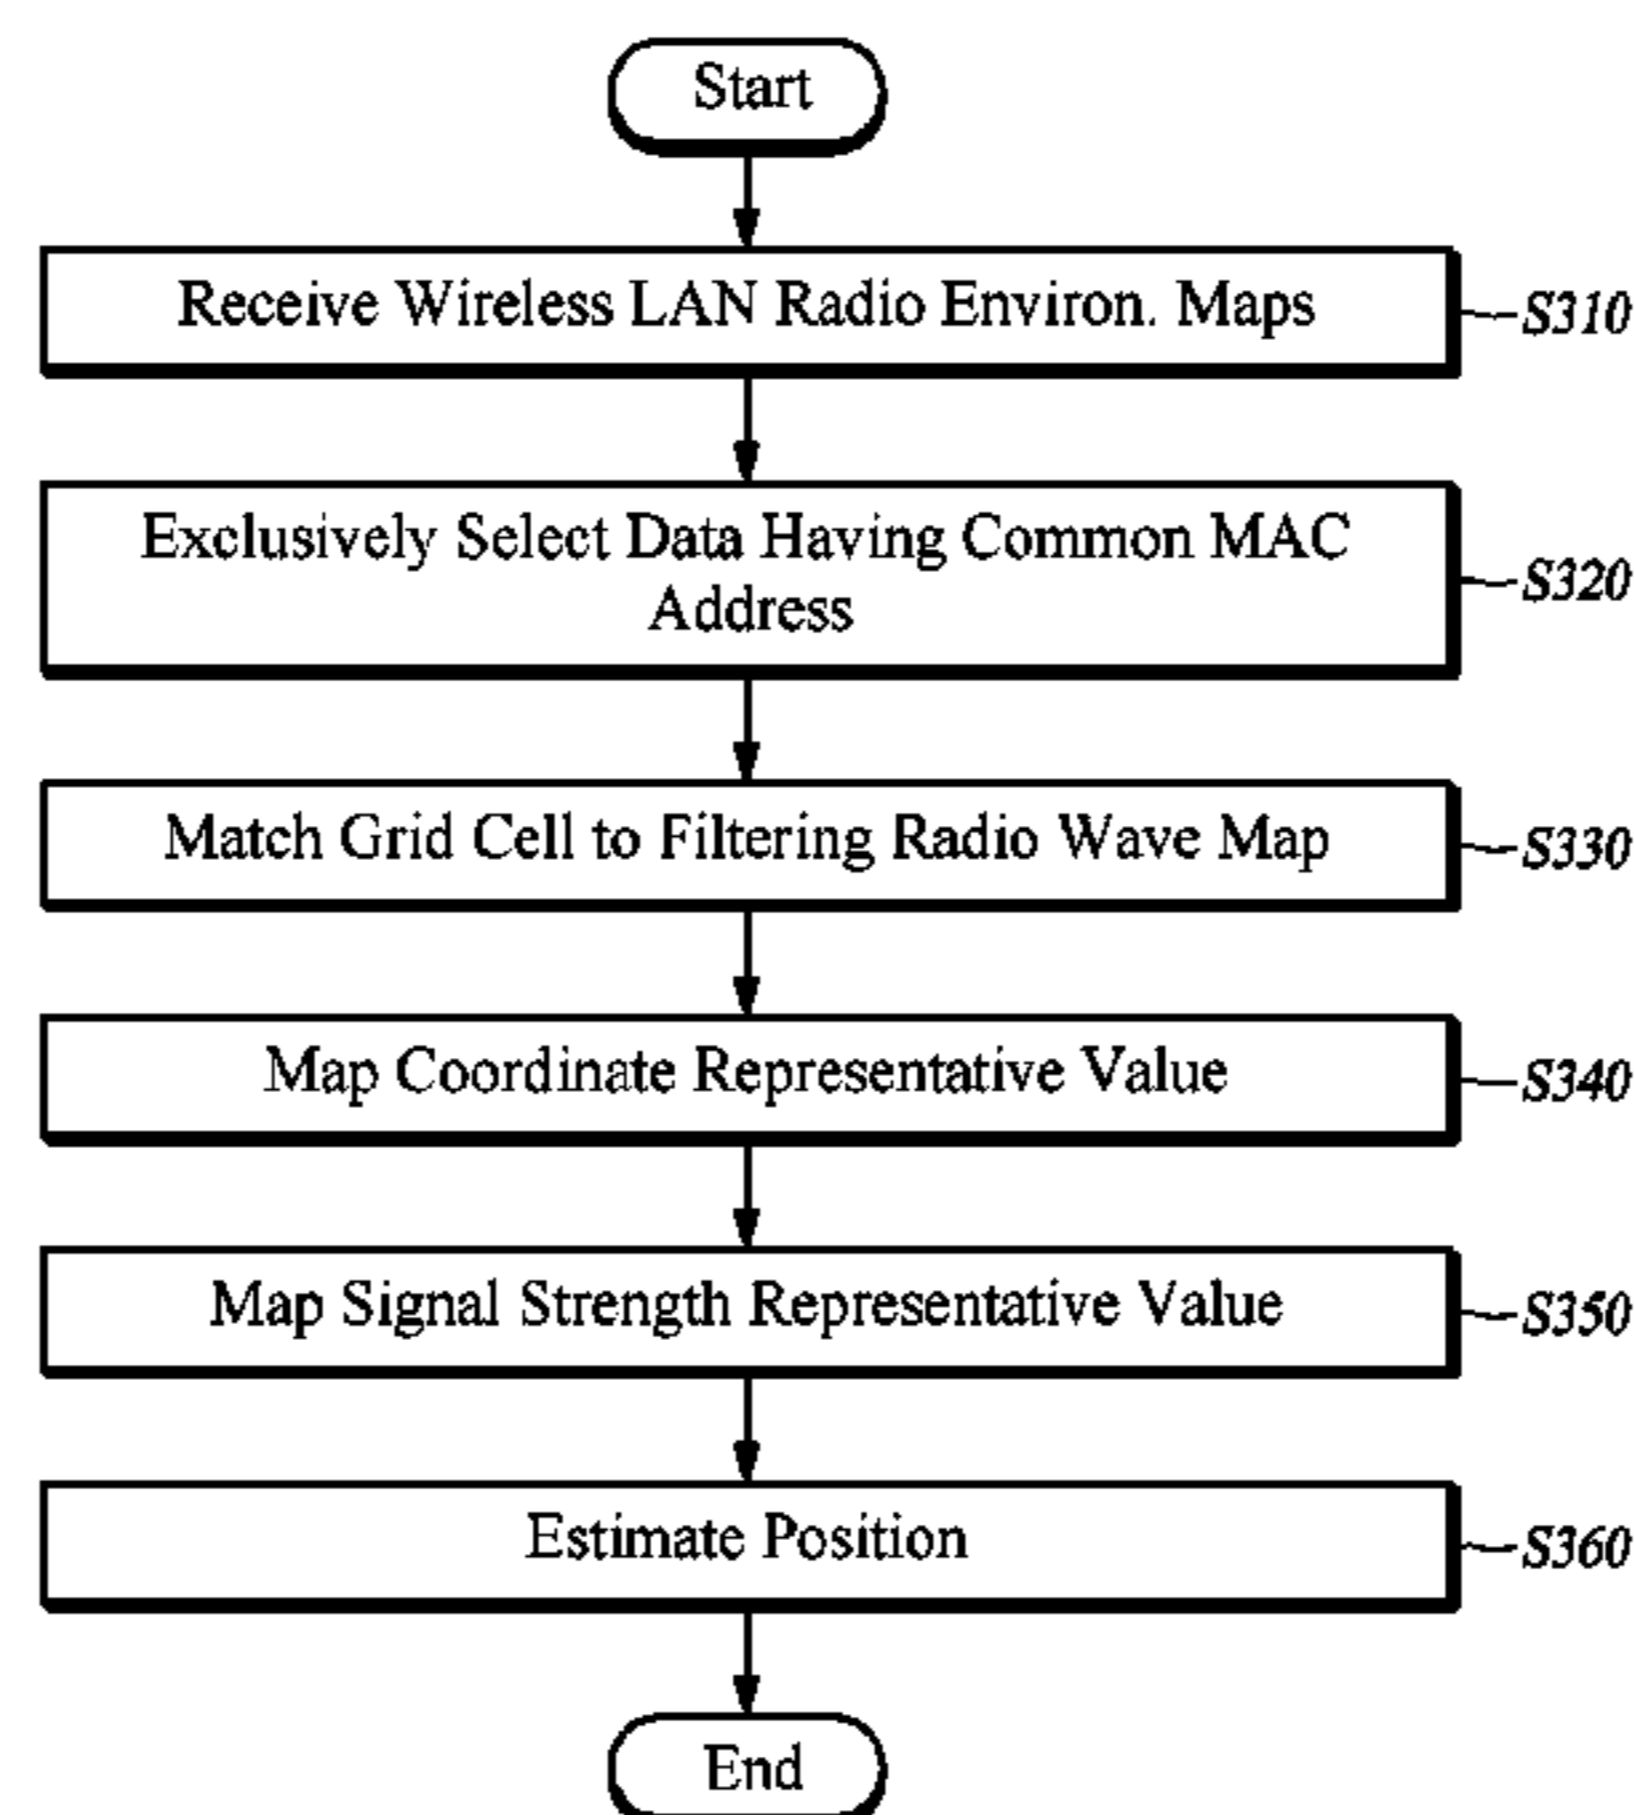 Start
Receive Wireless LAN Radio Environ. Maps
S310
Exclusively Select Data Having Common MAC
Address
S320
Match Grid Cell to Filtering Radio Wave Map
S330
Map Coordinate Representative Value
S340
Map Signal Strength Representative Value
S350
Estimate Position
S360
End